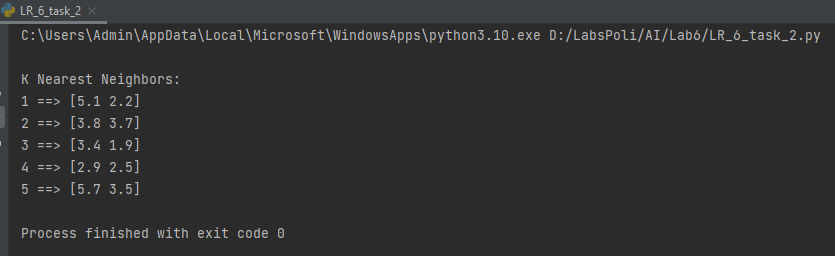 LR_6_task_2 ×
C:\Users\Admin\AppData\Local\Microsoft\WindowsApps\python3.10.exe D:/LabsPoli/AI/Lab6/LR_6_task_2.py
K Nearest Neighbors:
1 ==> [5.1 2.2]
2 ==> [3.8 3.7]
3 ==> [3.4 1.9]
4 ==> [2.9 2.5]
5 ==> [5.7 3.5]
Process finished with exit code 0